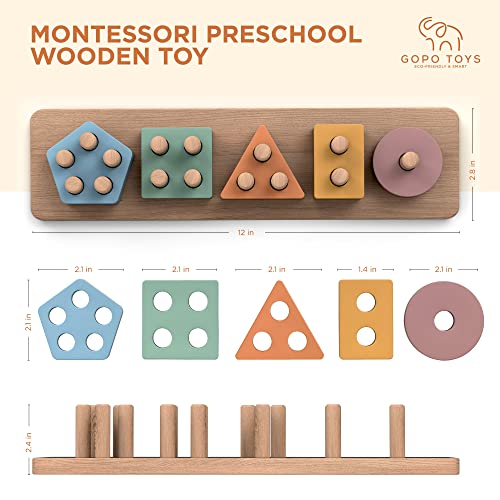 MONTESSORI PRESCHOOL
WOODEN TOY
GOPO TOYS
ECO-FRIENDLY & SMART
2.8 in
12 in
2.1 in
2.1 in
2.1 in
1.4 in
2.1 in
2.1 in
2.4 in